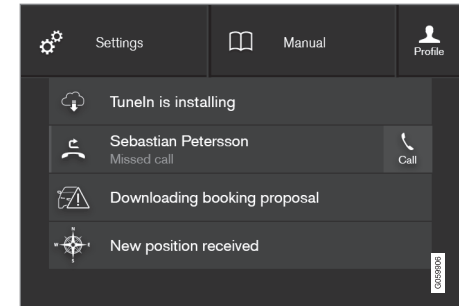 Settings
Manual
Profile
TuneIn is installing
Sebastian Petersson
Missed call
Call
Downloading booking proposal
New position received
N
W
E
S
G059906